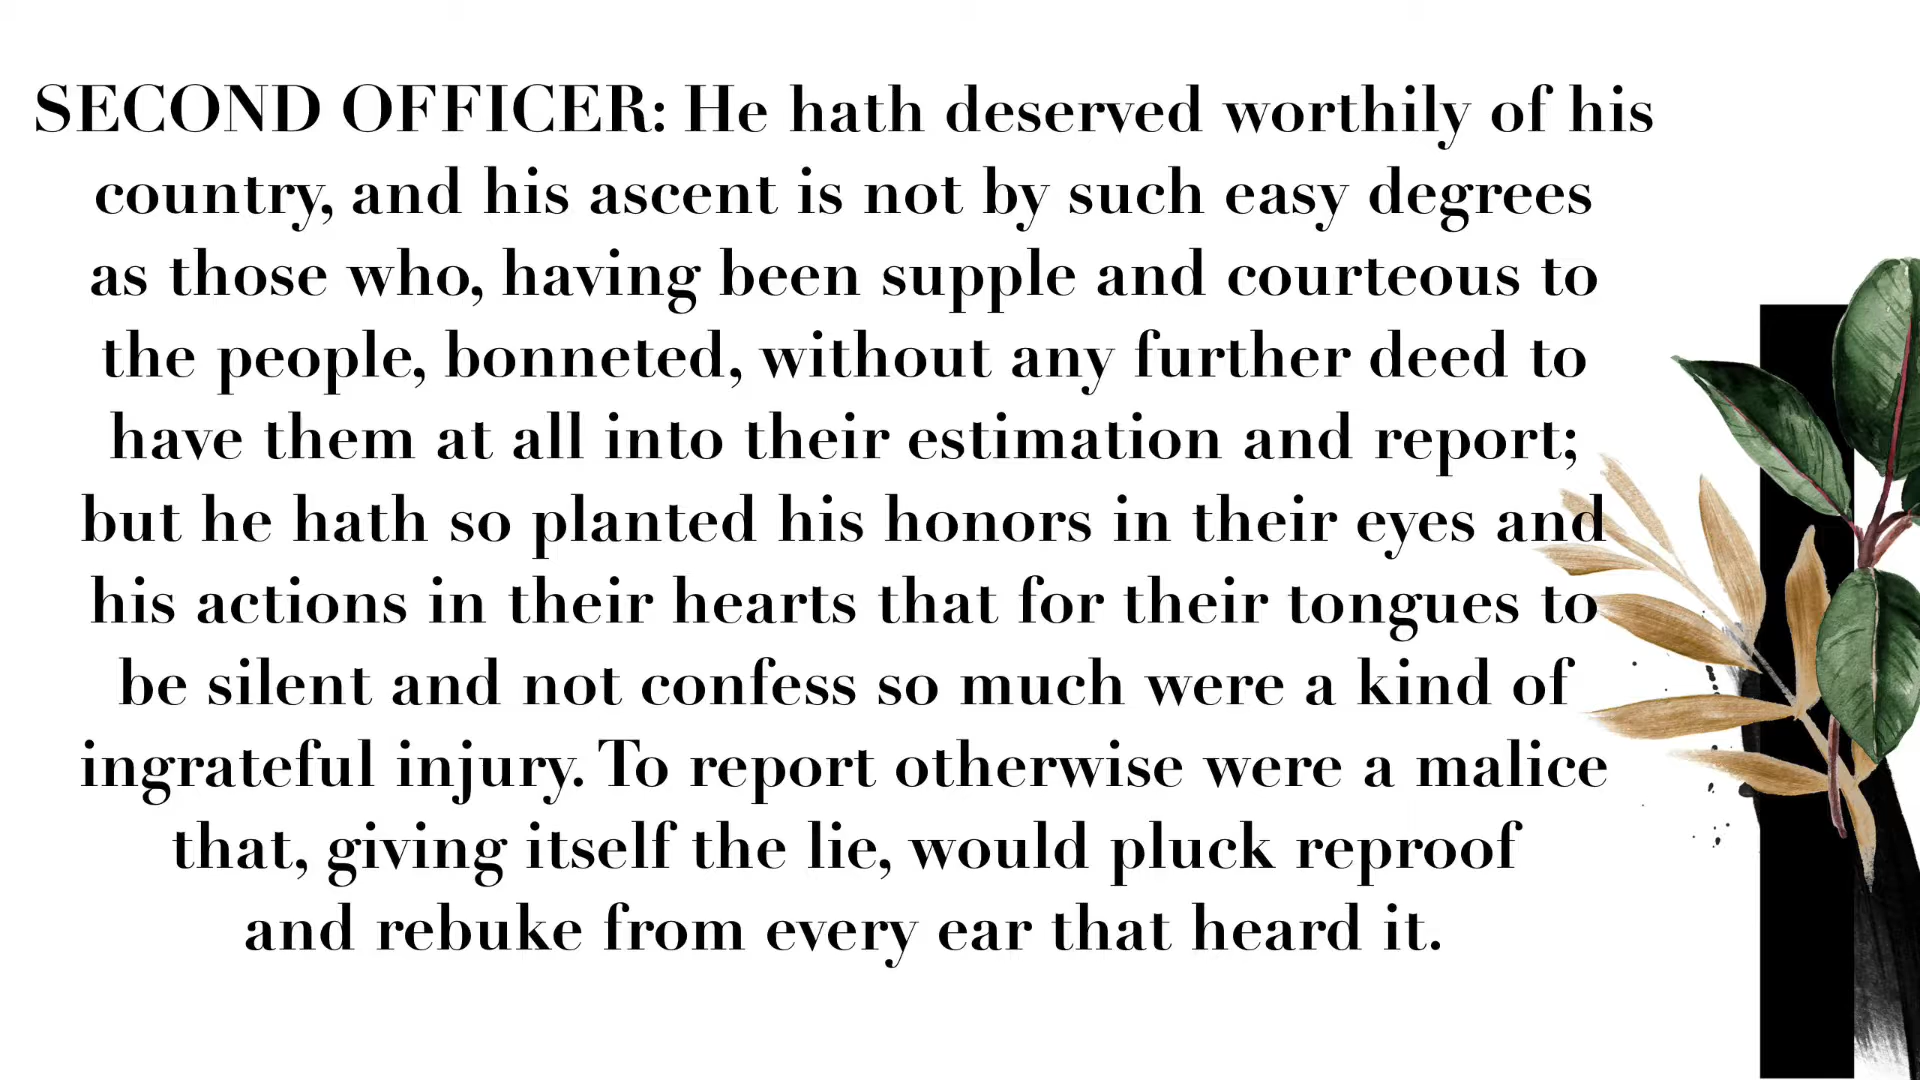 SECOND OFFICER: He hath deserved worthily of his
country, and his ascent is not by such easy degrees
as those who, having been supple and courteous to
the people, bonneted, without any further deed to
have them at all into their estimation and report;
but he hath so planted his honors in their eyes and
his actions in their hearts that for their tongues to
be silent and not confess so much were a kind of
ingrateful injury. To report otherwise were a malice
that, giving itself the lie, would pluck reproof
and rebuke from every ear that heard it.